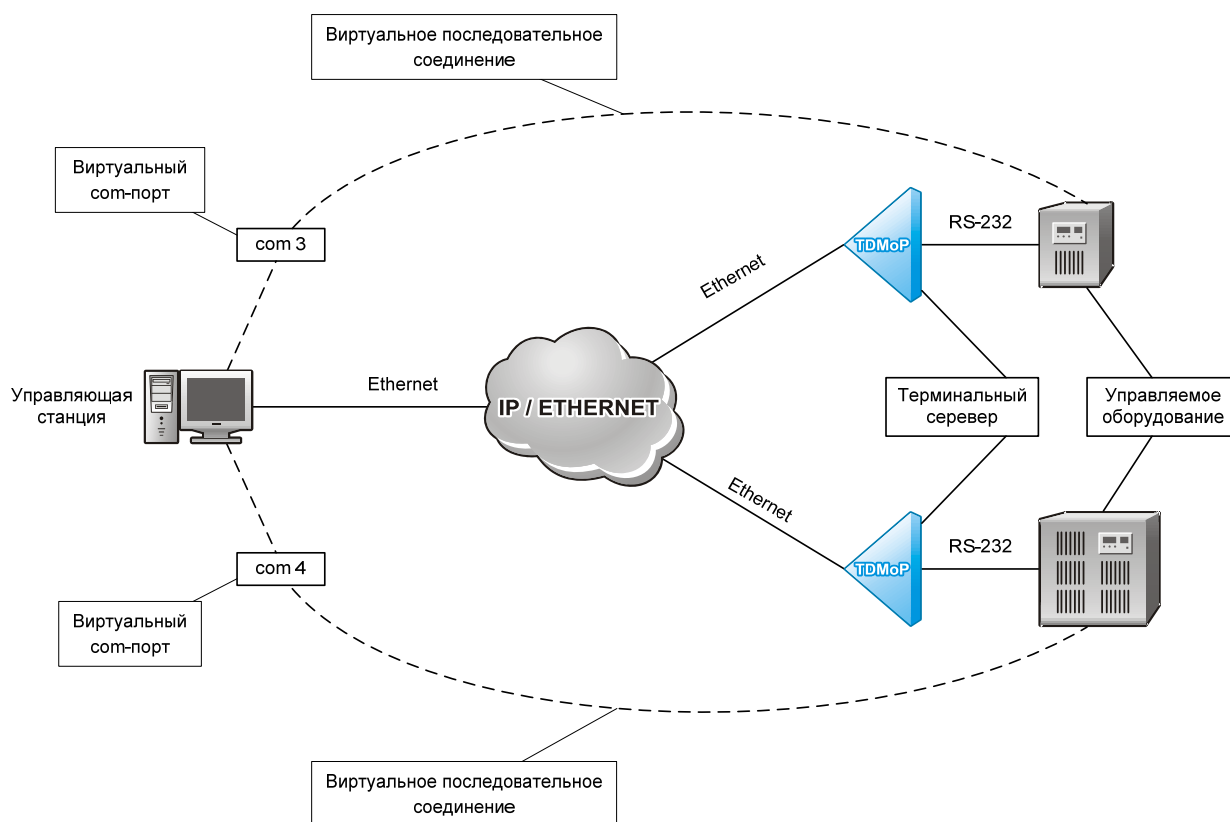 Виртуальное последовательное
соединение
Виртуальный
com-порт
com 3
RS-232
TDMoP
Ethernet
Управляющая
станция
Ethernet
IP / ETHERNET
Терминальный
серевер
Управляемое
оборудование
Ethernet
com 4
TDMoP
RS-232
Виртуальный
com-порт
Виртуальное последовательное
соединение